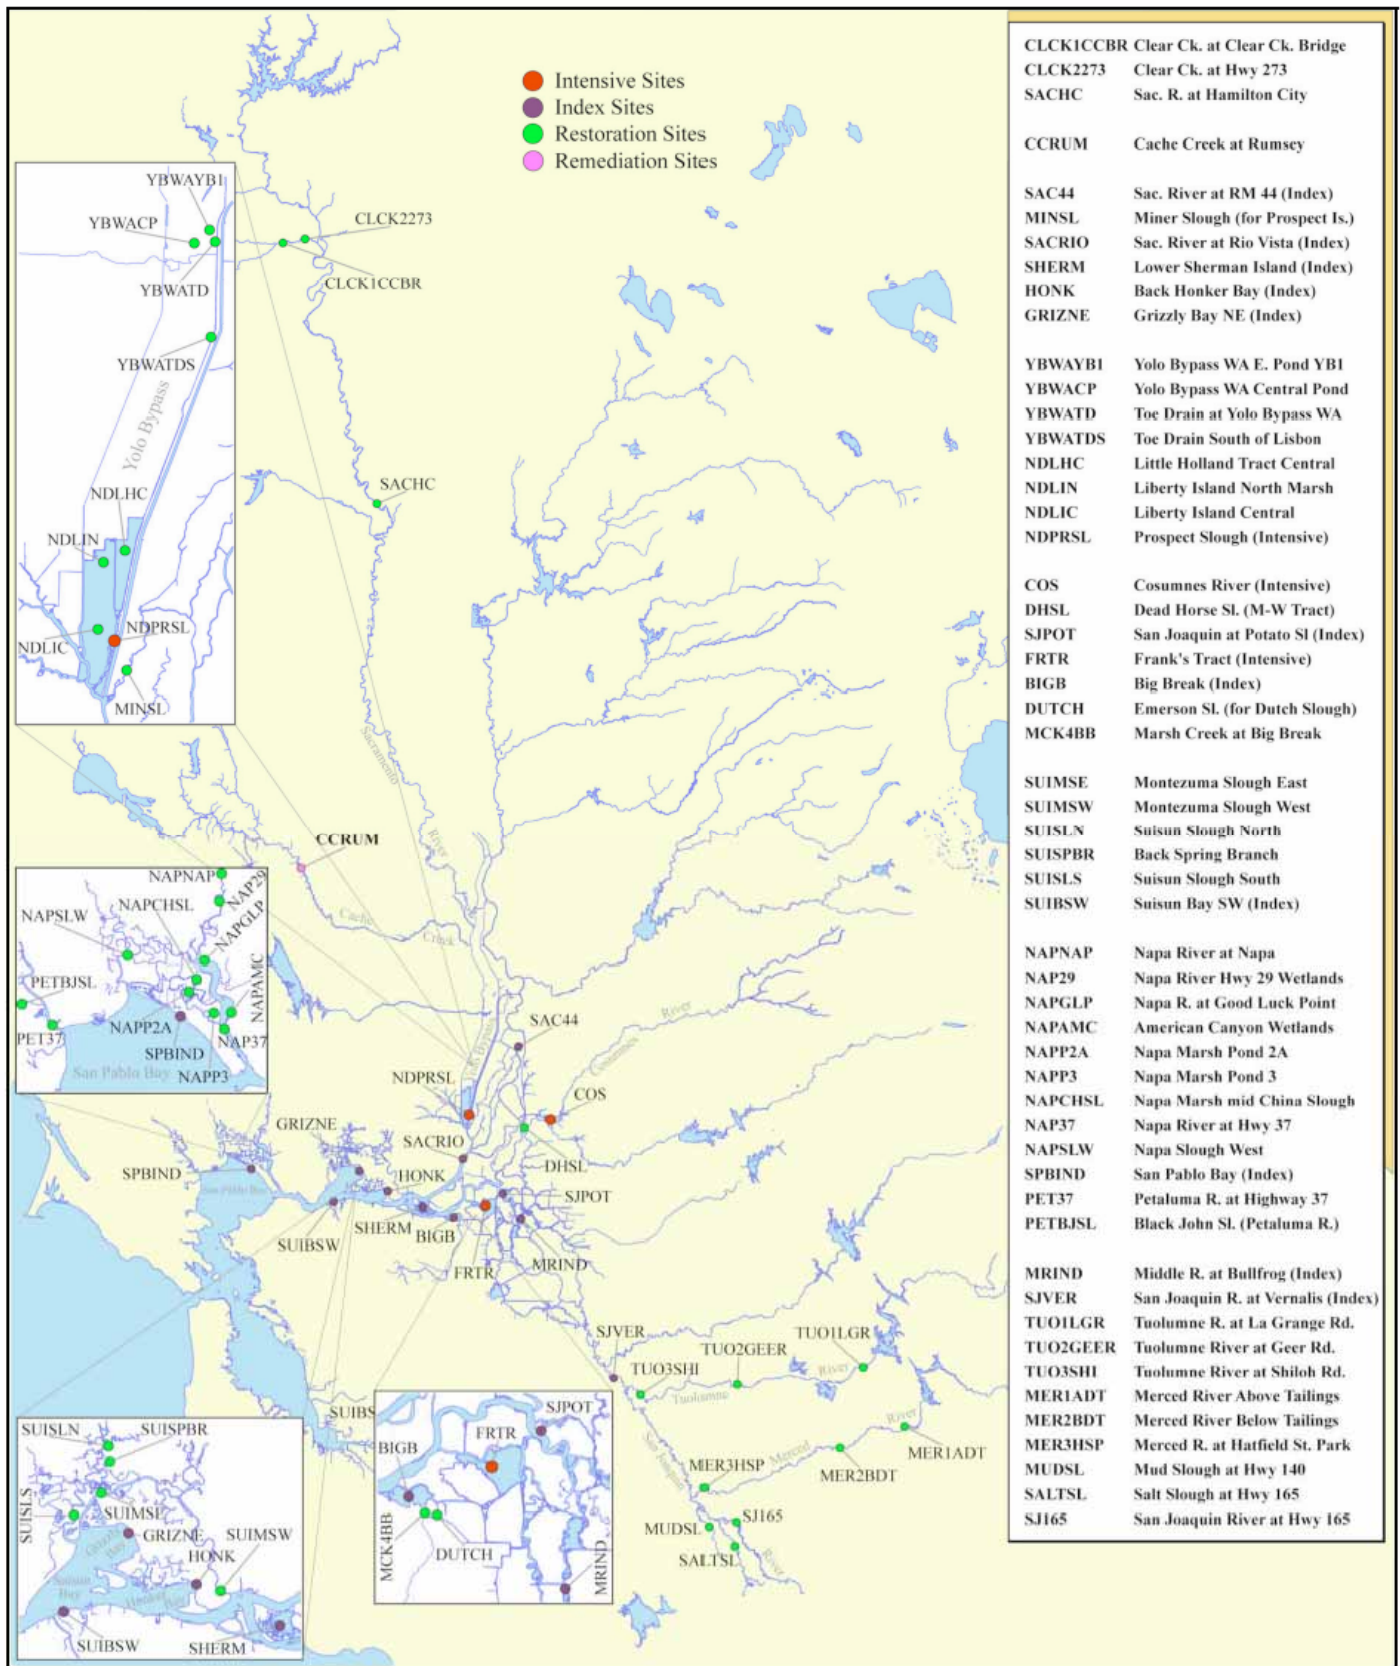 Intensive Sites
Index Sites
Restoration Sites
Remediation Sites
CLCK1CCBR Clear Ck. at Clear Ck. Bridge
CLCK2273 Clear Ck. at Hwy 273
SACHC Sac. R. at Hamilton City
CCRUM Cache Creek at Rumsey
SAC44 Sac. River at RM 44 (Index)
MINSL Miner Slough (for Prospect Is.)
SACRIO Sac. River at Rio Vista (Index)
SHERM Lower Sherman Island (Index)
HONK Back Honker Bay (Index)
GRIZNE Grizzly Bay NE (Index)
YBWAYB1 Yolo Bypass WA E. Pond YB1
YBWACP Yolo Bypass WA Central Pond
YBWATD Toe Drain at Yolo Bypass WA
YBWATDS Toe Drain South of Lisbon
NDLHC Little Holland Tract Central
NDLIN Liberty Island North Marsh
NDLIC Liberty Island Central
NDPRSL Prospect Slough (Intensive)
COS Cosumnes River (Intensive)
DHSL Dead Horse Sl. (M-W Tract)
SJPOT San Joaquin at Potato Sl (Index)
FRTR Frank's Tract (Intensive)
BIGB Big Break (Index)
DUTCH Emerson Sl. (for Dutch Slough)
MCK4BB Marsh Creek at Big Break
SUIMSE Montezuma Slough East
SUIMSW Montezuma Slough West
SUISLN Suisun Slough North
SUISPBR Back Spring Branch
SUISLS Suisun Slough South
SUIBSW Suisun Bay SW (Index)
NAPNAP Napa River at Napa
NAP29 Napa River Hwy 29 Wetlands
NAPGLP Napa R. at Good Luck Point
NAPAMC American Canyon Wetlands
NAPP2A Napa Marsh Pond 2A
NAPP3 Napa Marsh Pond 3
NAPCHSL Napa Marsh mid China Slough
NAP37 Napa River at Hwy 37
NAPSLW Napa Slough West
SPBIND San Pablo Bay (Index)
PET37 Petaluma R. at Highway 37
PETBJSL Black John Sl. (Petaluma R.)
MRIND Middle R. at Bullfrog (Index)
SJVER San Joaquin R. at Vernalis (Index)
TUO1LGR Tuolumne R. at La Grange Rd.
TUO2GEER Tuolumne River at Geer Rd.
TUO3SHI Tuolumne River at Shiloh Rd.
MER1ADT Merced River Above Tailings
MER2BDT Merced River Below Tailings
MER3HSP Merced R. at Hatfield St. Park
MUDSL Mud Slough at Hwy 140
SALTSL Salt Slough at Hwy 165
SJ165 San Joaquin River at Hwy 165
YBWAYB1
YBWACP
YBWATD
YBWATDS
Yolo Bypass
NDLHC
NDLIN
NDPRSL
NDLIC
MINSL
CLCK2273
CLCK1CCBR
SACHC
Sacramento
River
CCRUM
Cache
Creek
NAPNAP
NAP29
NAPCHSL
NAPGLP
NAPSLW
NAPAMC
PETBJSL
PET37
NAPP2A
SPBIND
NAP37
NAPP3
San Pablo Bay
SAC44
River
Cosumnes
Yolo Bypass
NDPRSL
COS
GRIZNE
SACRIO
SPBIND
HONK
DHSL
San Pablo Bay
SJPOT
SHERM
BIGB
SUIBSW
MRIND
FRTR
SJVER
TUO1LGR
TUO2GEER
TUO3SHI
River
Tuolumne
River
Merced
MER1ADT
MER2BDT
MER3HSP
San Joaquin
SJ165
MUDSL
SALTSL
River
SUIBS
SJPOT
FRTR
BIGB
MCK4BB
DUTCH
MRIND
SUISLN
SUISPBR
SUISLS
SUIMSE
GRIZNE
SUIMSW
Grizzly
Bay
HONK
Suisun
Bay
Honker
Bay
SUIBSW
SHERM